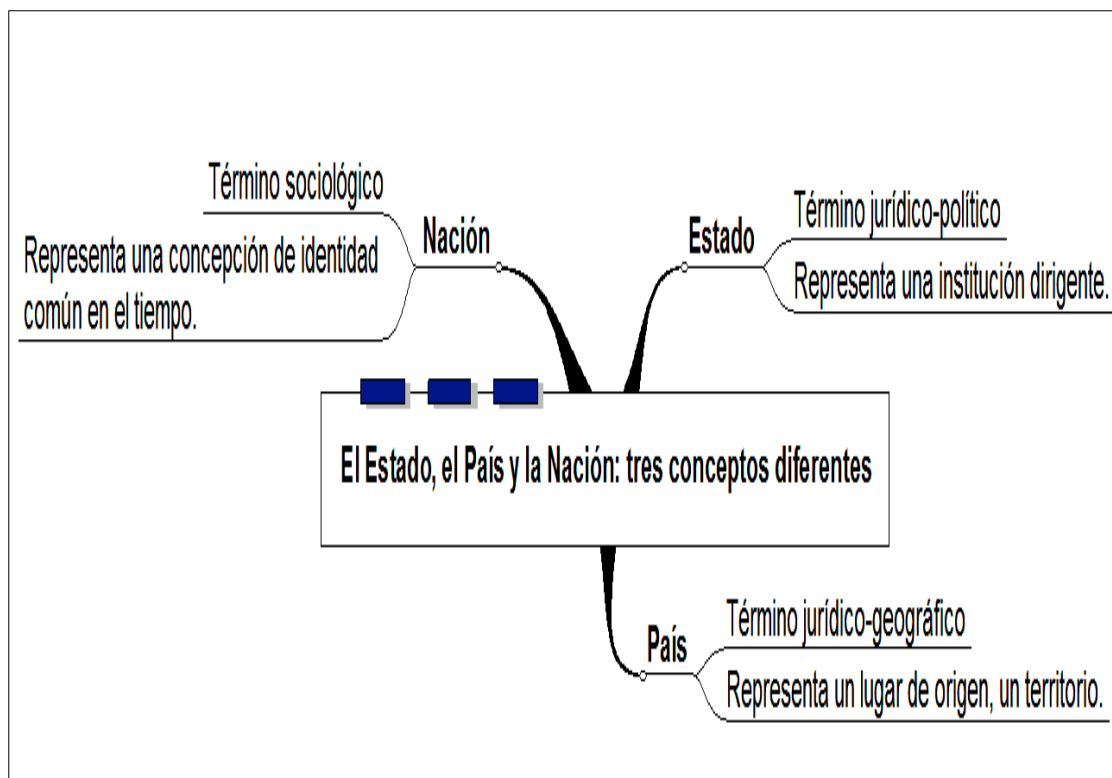 Término sociológico
Nación
Representa una concepción de identidad
común en el tiempo.
Estado
Término jurídico-político
Representa una institución dirigente.
El Estado, el País y la Nación: tres conceptos diferentes
País
Término jurídico-geográfico
Representa un lugar de origen, un territorio.